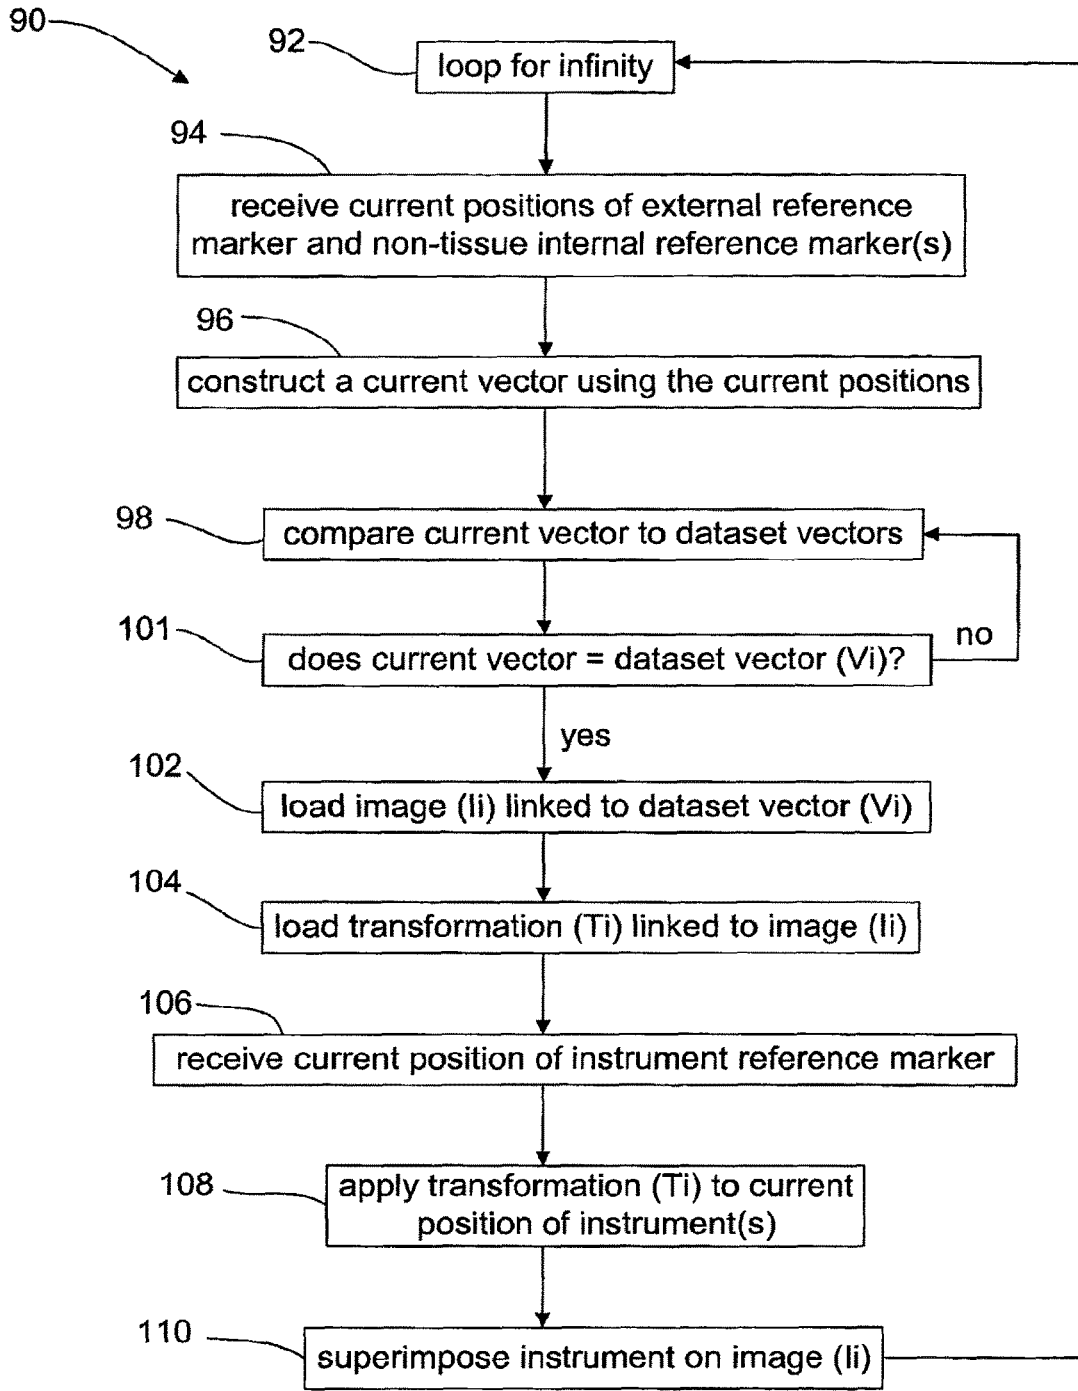 90
92
loop for infinity
94
receive current positions of external reference
marker and non-tissue internal reference marker(s)
96
construct a current vector using the current positions
98
compare current vector to dataset vectors
101
does current vector = dataset vector (Vi)?
no
yes
102
load image (Ii) linked to dataset vector (Vi)
104
load transformation (Ti) linked to image (Ii)
106
receive current position of instrument reference marker
108
apply transformation (Ti) to current
position of instrument(s)
110
superimpose instrument on image (Ii)